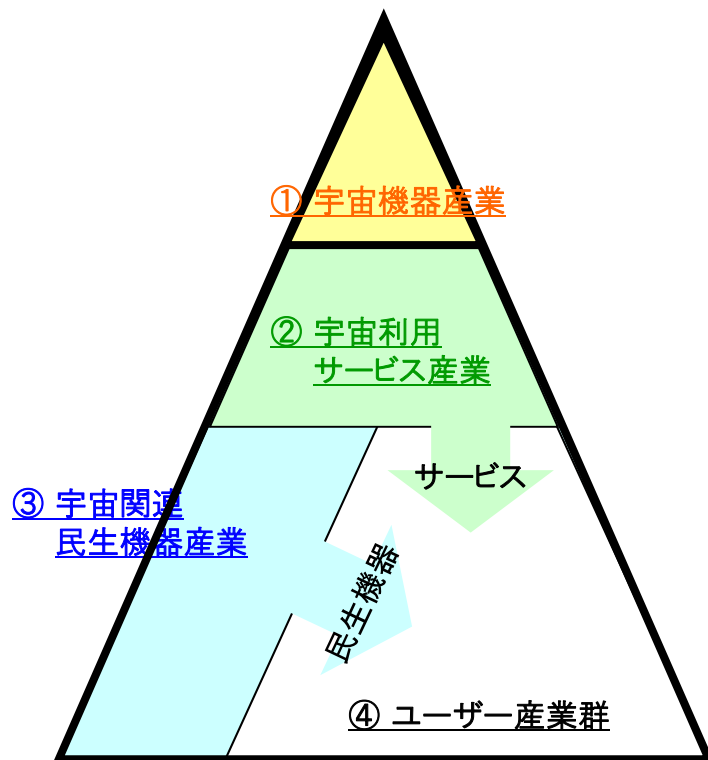 ① 宇宙機器産業
② 宇宙利用
サービス産業
サービス
③ 宇宙関連
民生機器産業
民生機器
④ ユーザー産業群